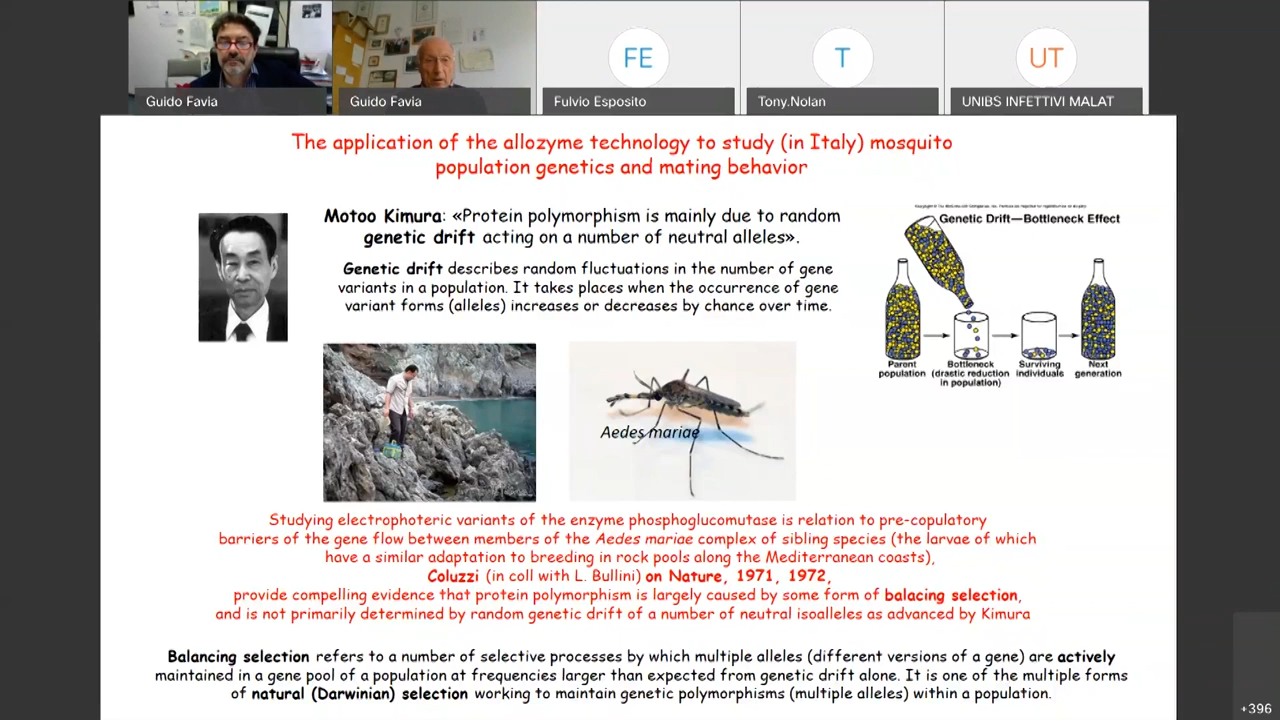 FE
T
UT
Guido Favia
Guido Favia
Fulvio Esposito
Tony.Nolan
UNIBS INFETTIVI MALAT
The application of the allozyme technology to study (in Italy) mosquito
population genetics and mating behavior
Motoo Kimura: «Protein polymorphism is mainly due to random
genetic drift acting on a number of neutral alleles».
Genetic drift describes random fluctuations in the number of gene
variants in a population. It takes places when the occurrence of gene
variant forms (alleles) increases or decreases by chance over time.
Genetic Drift—Bottleneck Effect
Parent
population
Bottleneck
(drastic reduction
in population)
Surviving
individuals
Next
generation
Aedes mariae
Studying electrophoteric variants of the enzyme phosphoglucomutase is relation to pre-copulatory
barriers of the gene flow between members of the Aedes mariae complex of sibling species (the larvae of which
have a similar adaptation to breeding in rock pools along the Mediterranean coasts),
Coluzzi (in coll with L. Bullini) on Nature, 1971, 1972,
provide compelling evidence that protein polymorphism is largely caused by some form of balacing selection,
and is not primarily determined by random genetic drift of a number of neutral isoalleles as advanced by Kimura
Balancing selection refers to a number of selective processes by which multiple alleles (different versions of a gene) are actively
maintained in a gene pool of a population at frequencies larger than expected from genetic drift alone. It is one of the multiple forms
of natural (Darwinian) selection working to maintain genetic polymorphisms (multiple alleles) within a population.
+396